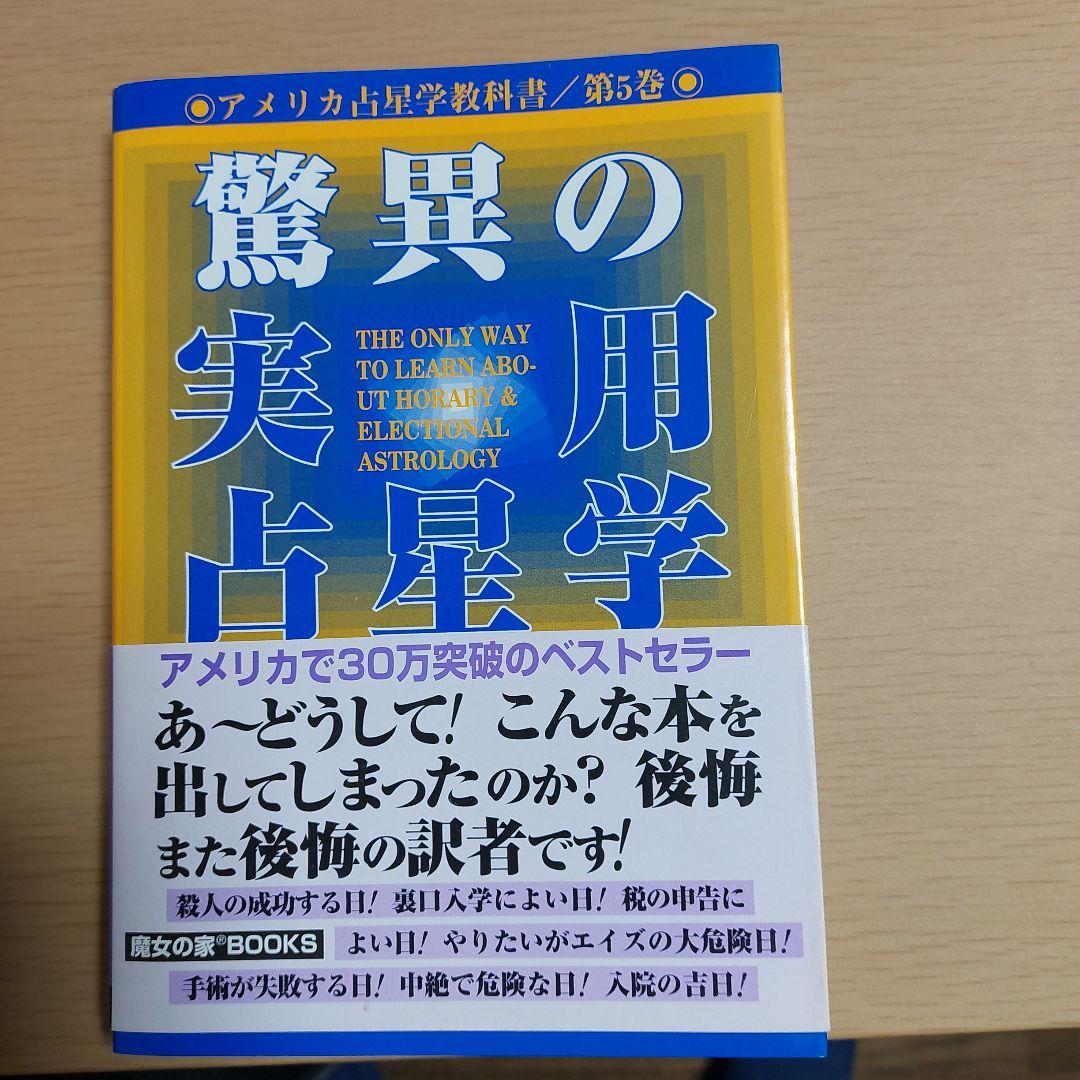 ◉アメリカ占星学教科書／第5巻◉
驚異の
実用
THE ONLY WAY
TO LEARN ABO-
UT HORARY &
ELECTIONAL
ASTROLOGY
占星学
アメリカで30万突破のベストセラー
あ〜どうして! こんな本を
出してしまったのか? 後悔
また後悔の訳者です!
殺人の成功する日! 裏口入学によい日! 税の申告に
魔女の家®BOOKS よい日! やりたいがエイズの大危険日!
手術が失敗する日! 中絶で危険な日! 入院の吉日!